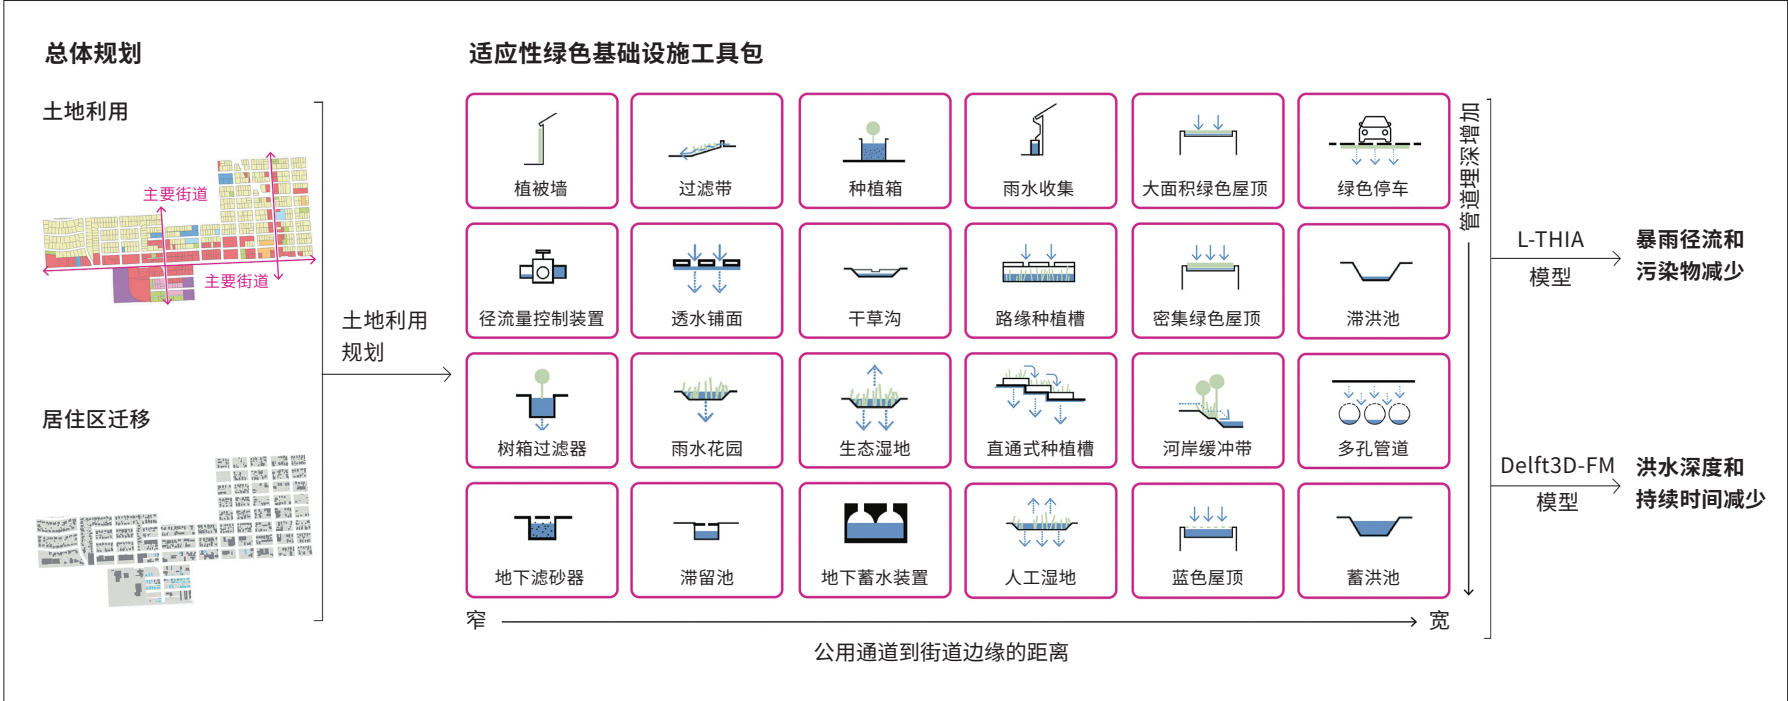 总体规划
土地利用
主要街道
主要街道
居住区迁移
土地利用
规划
适应性绿色基础设施工具包
植被墙
过滤带
种植箱
雨水收集
大面积绿色屋顶
绿色停车
径流量控制装置
透水铺面
干草沟
路缘种植槽
密集绿色屋顶
滞洪池
树箱过滤器
雨水花园
生态湿地
直通式种植槽
河岸缓冲带
多孔管道
地下滤砂器
滞留池
地下蓄水装置
人工湿地
蓝色屋顶
蓄洪池
窄
宽
公用通道到街道边缘的距离
管道埋深增加
L-THIA
模型
暴雨径流和
污染物减少
Delft3D-FM
模型
洪水深度和
持续时间减少